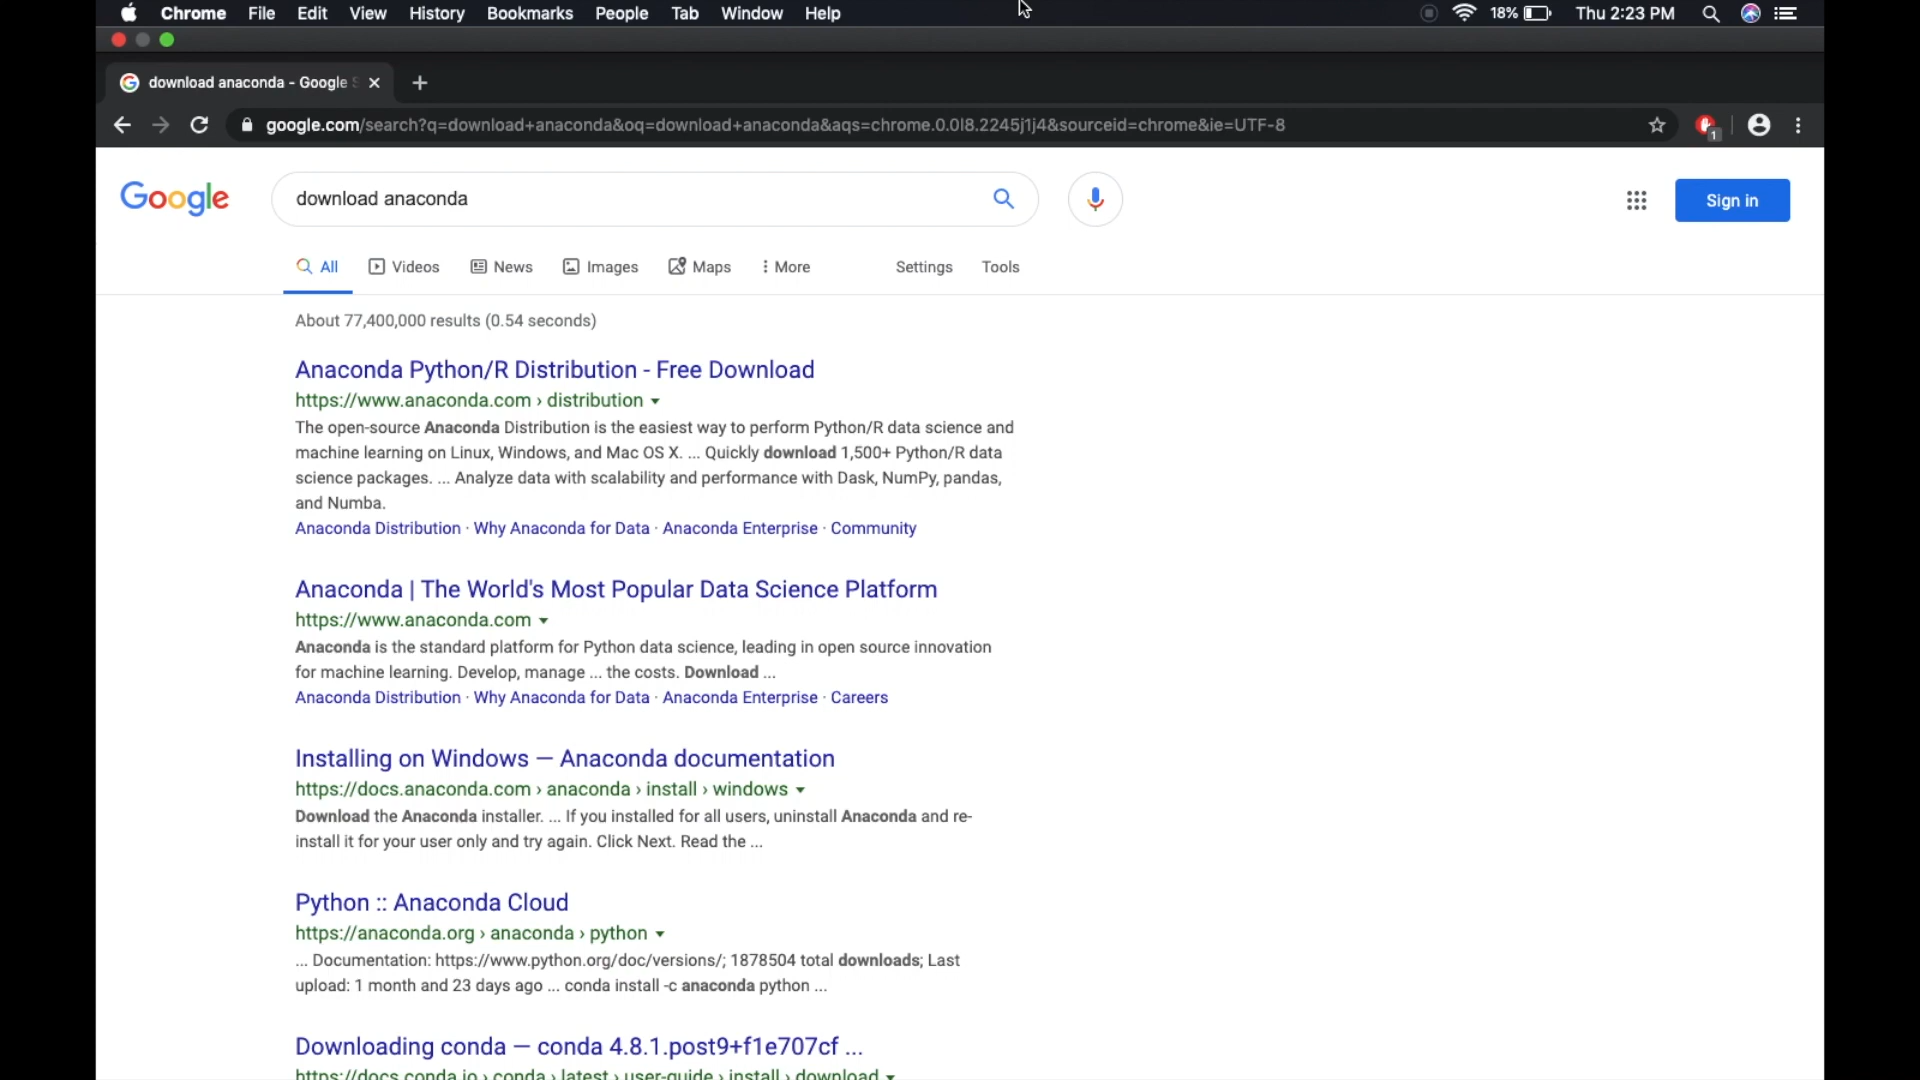 Chrome File Edit View History Bookmarks People Tab Window Help 18% Thu 2:23 PM
download anaconda - Google
google.com/search?q=download+anaconda&oq=download+anaconda&aqs=chrome.0.0l8.2245j1j4&sourceid=chrome&ie=UTF-8 1
Google download anaconda Sign in
All Videos News Images Maps More Settings Tools
About 77,400,000 results (0.54 seconds)
Anaconda Python/R Distribution - Free Download
https://www.anaconda.com › distribution
The open-source Anaconda Distribution is the easiest way to perform Python/R data science and
machine learning on Linux, Windows, and Mac OS X. ... Quickly download 1,500+ Python/R data
science packages. ... Analyze data with scalability and performance with Dask, NumPy, pandas,
and Numba.
Anaconda Distribution · Why Anaconda for Data · Anaconda Enterprise · Community
Anaconda | The World's Most Popular Data Science Platform
https://www.anaconda.com
Anaconda is the standard platform for Python data science, leading in open source innovation
for machine learning. Develop, manage ... the costs. Download ...
Anaconda Distribution · Why Anaconda for Data · Anaconda Enterprise · Careers
Installing on Windows — Anaconda documentation
https://docs.anaconda.com › anaconda › install › windows
Download the Anaconda installer. ... If you installed for all users, uninstall Anaconda and re-
install it for your user only and try again. Click Next. Read the ...
Python :: Anaconda Cloud
https://anaconda.org › anaconda › python
... Documentation: https://www.python.org/doc/versions/; 1878504 total downloads; Last
upload: 1 month and 23 days ago ... conda install -c anaconda python ...
Downloading conda — conda 4.8.1.post9+f1e707cf ...
https://docs.conda.io › conda › latest › user-guide › install › download